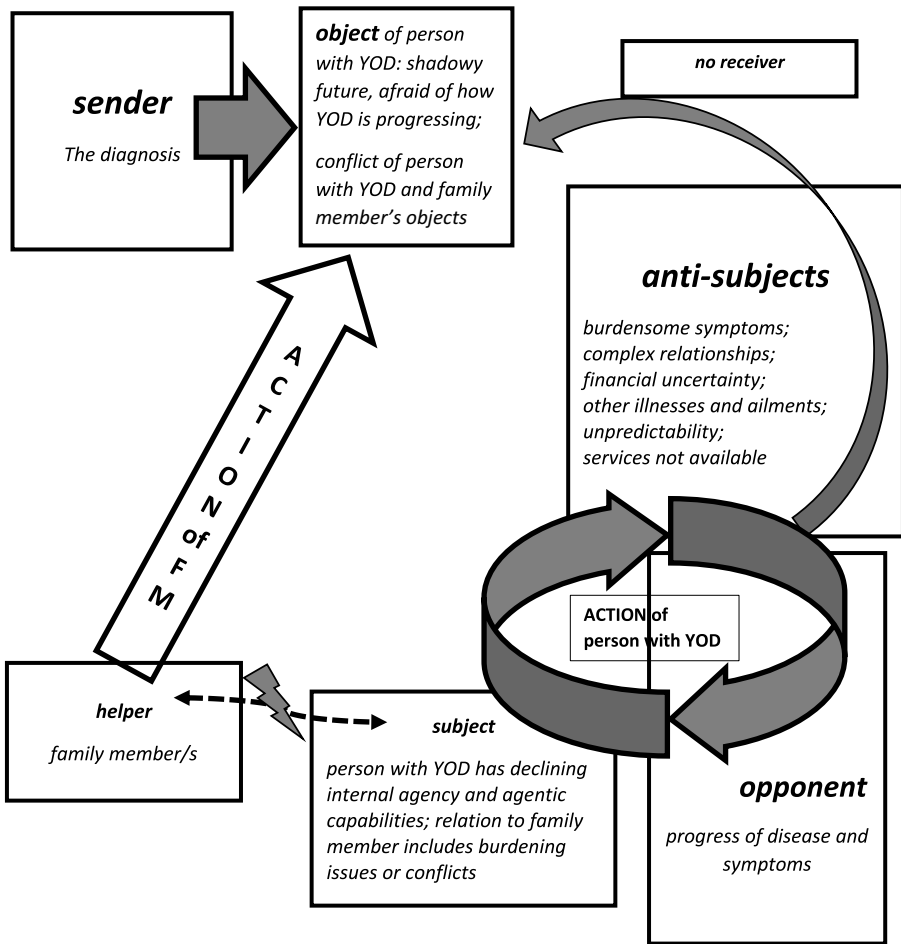 sender
The diagnosis
object of person
with YOD: shadowy
future, afraid of how
YOD is progressing;
conflict of person
with YOD and family
member’s objects
no receiver
anti-subjects
burdensome symptoms;
complex relationships;
financial uncertainty;
other illnesses and ailments;
unpredictability;
services not available
ACTION of FM
ACTION of
person with YOD
helper
family member/s
subject
person with YOD has declining
internal agency and agentic
capabilities; relation to family
member includes burdening
issues or conflicts
opponent
progress of disease and
symptoms